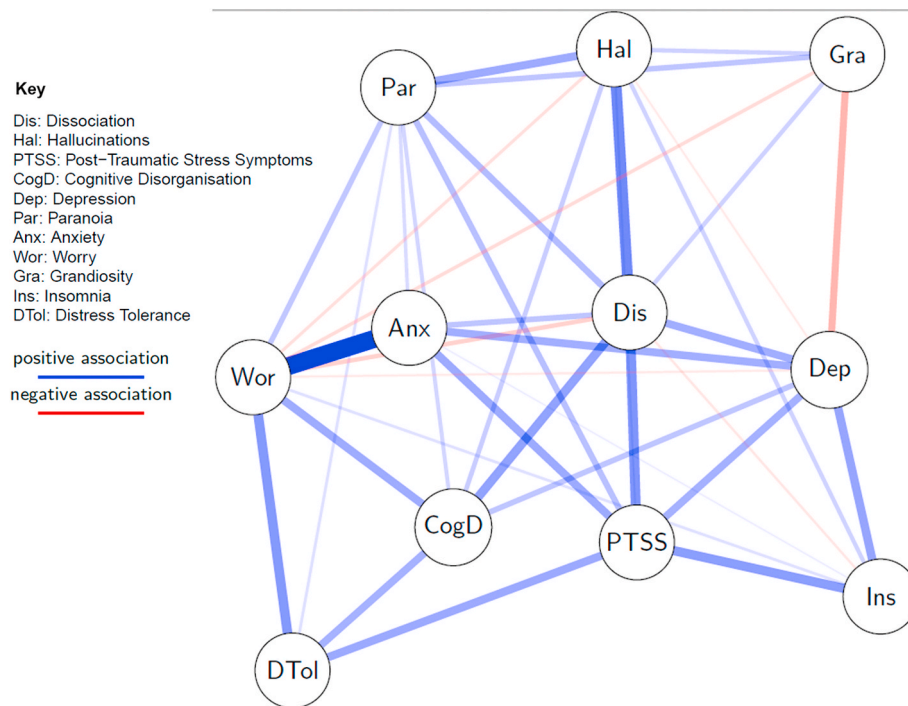 Key
Dis: Dissociation
Hal: Hallucinations
PTSS: Post−Traumatic Stress Symptoms
CogD: Cognitive Disorganisation
Dep: Depression
Par: Paranoia
Anx: Anxiety
Wor: Worry
Gra: Grandiosity
Ins: Insomnia
DTol: Distress Tolerance
positive association
negative association
Hal
Gra
Par
Dis
Anx
Dep
Wor
CogD
PTSS
Ins
DTol